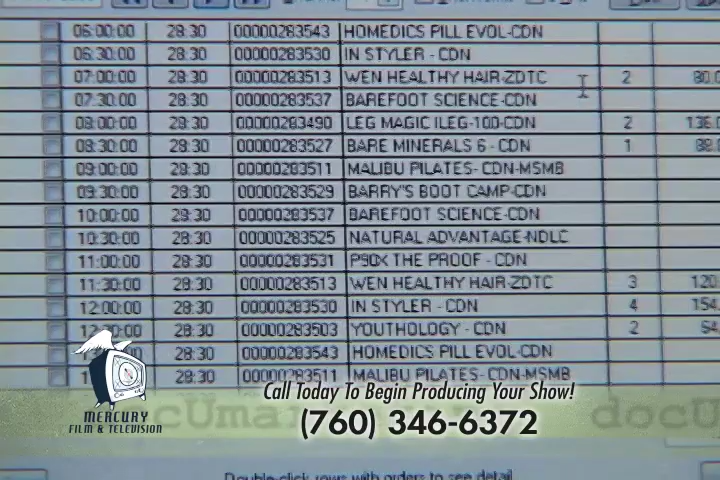 06:00:00 28:30 00000283543 HOMEDICS PILL EVOL-CDN
06:30:00 28:30 00000283530 IN STYLER - CDN
07:00:00 28:30 00000283513 WEN HEALTHY HAIR-ZDTC 2
07:30:00 28:30 00000283537 BAREFOOT SCIENCE-CDN
08:00:00 28:30 00000283490 LEG MAGIC ILEG-100-CDN 2 136.0
08:30:00 28:30 00000283527 BARE MINERALS 6 - CDN 1
09:00:00 28:30 00000283511 MALIBU PILATES- CDN-MSMB
09:30:00 28:30 00000283529 BARRY'S BOOT CAMP-CDN
10:00:00 28:30 00000283537 BAREFOOT SCIENCE-CDN
10:30:00 28:30 00000283525 NATURAL ADVANTAGE-NDLC
11:00:00 28:30 00000283531 P90X THE PROOF - CDN
11:30:00 28:30 00000283513 WEN HEALTHY HAIR-ZDTC 3 120
12:00:00 28:30 00000283530 IN STYLER - CDN 4 154
12:30:00 28:30 00000283503 YOUTHOLOGY - CDN 2 54
28:30 00000283543 HOMEDICS PILL EVOL-CDN
28:30 00000283511 MALIBU PILATES- CDN-MSMB
Call Today To Begin Producing Your Show!
(760) 346-6372
MERCURY
FILM & TELEVISION
Double-click rows with orders to see detail